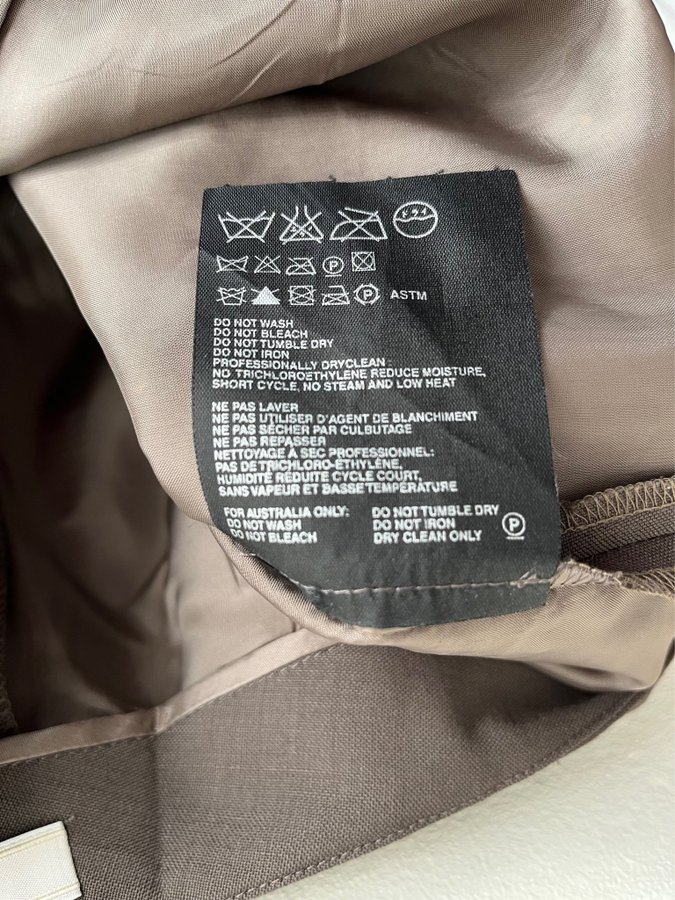 ドライ
P
P ASTM
DO NOT WASH
DO NOT BLEACH
DO NOT TUMBLE DRY
DO NOT IRON
PROFESSIONALLY DRYCLEAN
NO TRICHLOROETHYLENE REDUCE MOISTURE,
SHORT CYCLE, NO STEAM AND LOW HEAT
NE PAS LAVER
NE PAS UTILISER D'AGENT DE BLANCHIMENT
NE PAS SÉCHER PAR CULBUTAGE
NE PAS REPASSER
NETTOYAGE À SEC PROFESSIONNEL:
PAS DE TRICHLORO-ÉTHYLÈNE,
HUMIDITÉ RÉDUITE CYCLE COURT,
SANS VAPEUR ET BASSE TEMPÉRATURE
FOR AUSTRALIA ONLY: DO NOT TUMBLE DRY
DO NOT WASH DO NOT IRON P
DO NOT BLEACH DRY CLEAN ONLY